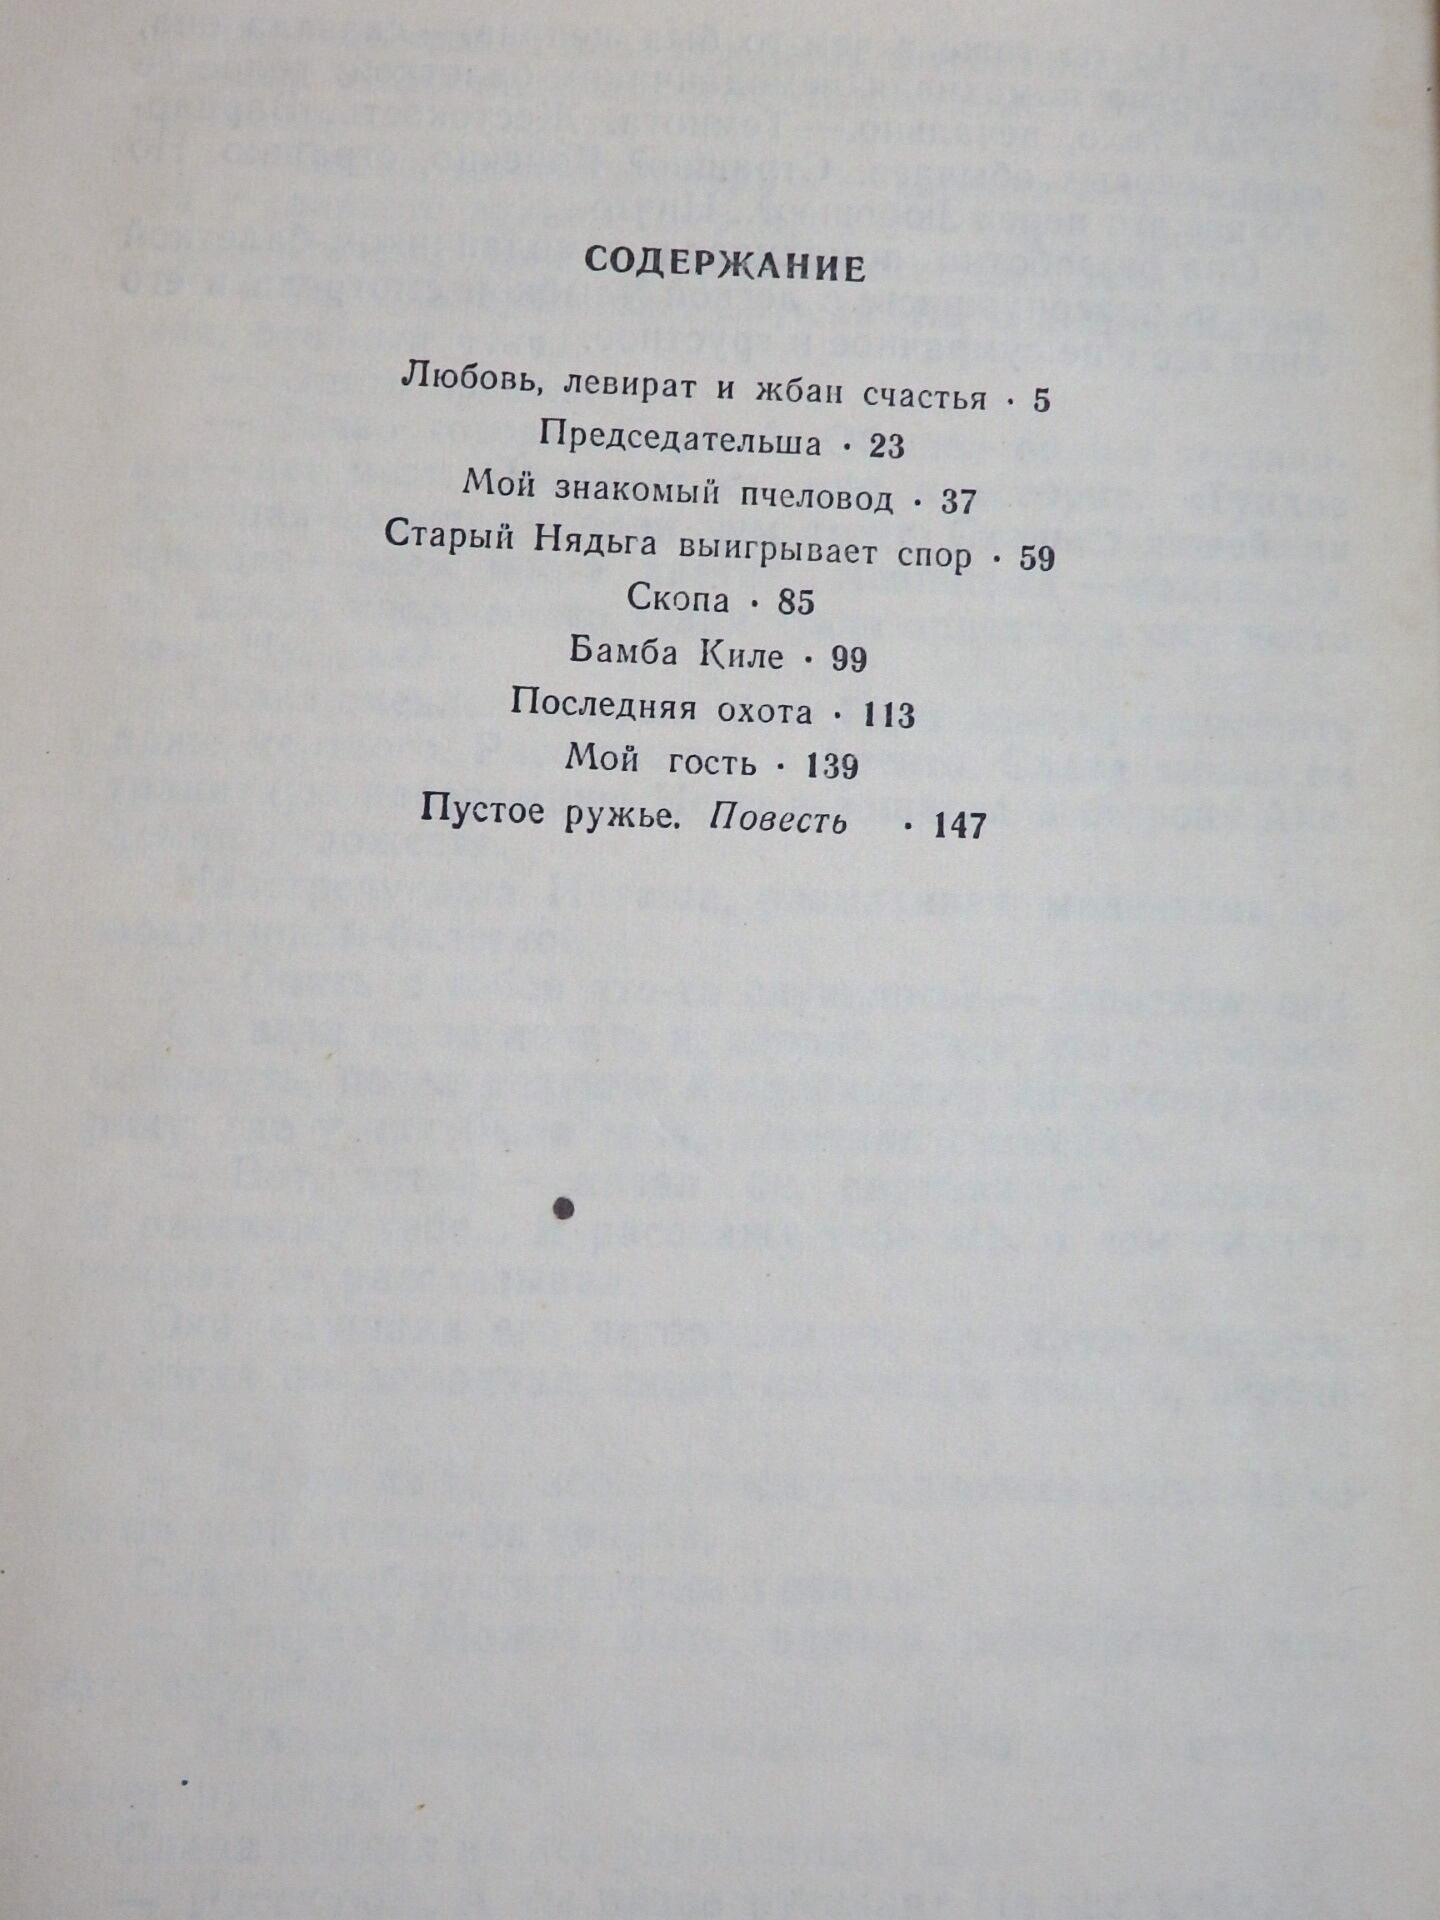 СОДЕРЖАНИЕ
Любовь, левират и жбан счастья · 5
Председательша · 23
Мой знакомый пчеловод · 37
Старый Нядьга выигрывает спор · 59
Скопа · 85
Бамба Киле · 99
Последняя охота · 113
Мой гость · 139
Пустое ружье. Повесть · 147